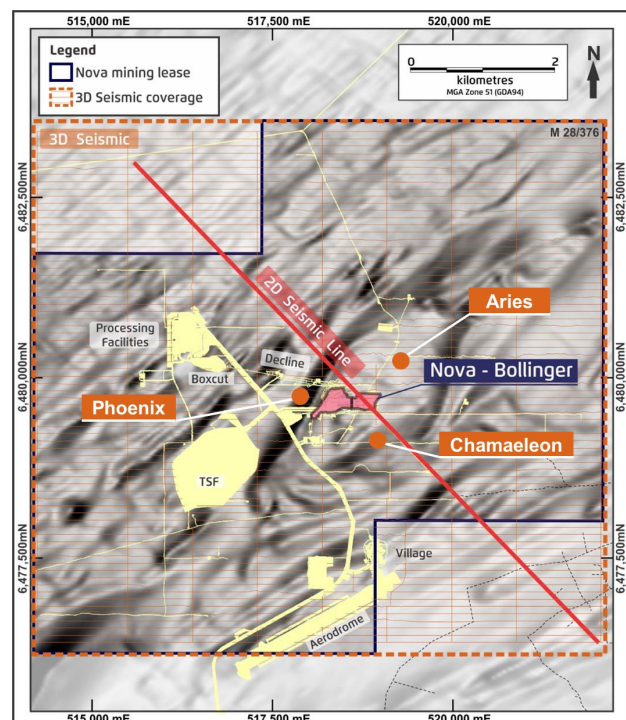 515,000 mE
517,500 mE
520,000 mE
Legend
Nova mining lease
3D Seismic coverage
0
2
kilometres
MGA Zone 51 (GDA94)
N
3D Seismic
M 28/376
6,482,500mN
6,482,500mN
2D Seismic Line
Aries
Processing
Facilities
Decline
Boxcut
Nova - Bollinger
6,480,000mN
6,480,000mN
Phoenix
Chamaeleon
TSF
Village
6,477,500mN
6,477,500mN
Aerodrome
515,000 mE
517,500 mE
520,000 mE